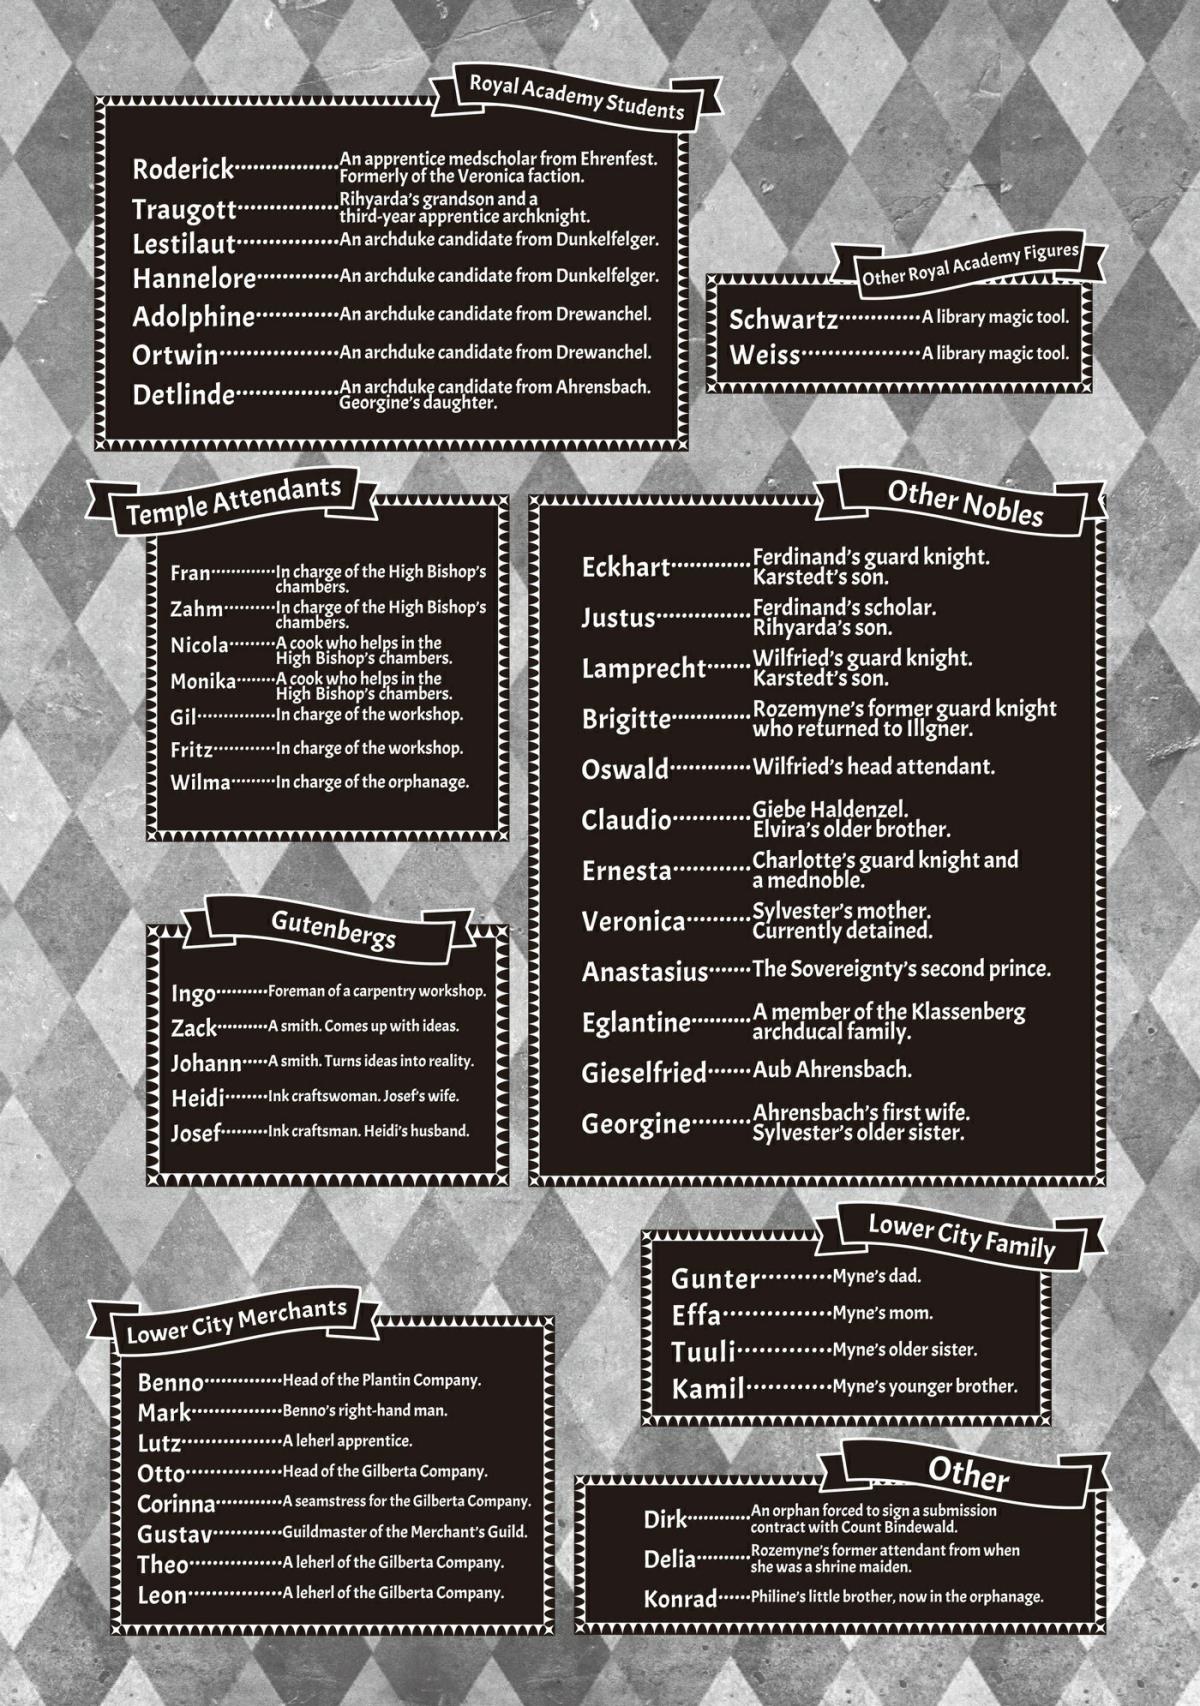 Royal Academy Students
Roderick··················An apprentice medscholar from Ehrenfest.
Formerly of the Veronica faction.
Traugott··················Rihyarda's grandson and a
third-year apprentice archknight.
Lestilaut··················An archduke candidate from Dunkelfelger.
Hannelore··············An archduke candidate from Dunkelfelger.
Adolphine··············An archduke candidate from Drewanchel.
Ortwin····················An archduke candidate from Drewanchel.
Detlinde·················An archduke candidate from Ahrensbach.
Georgine's daughter.
Other Royal Academy Figures
Schwartz·············A library magic tool.
Weiss···················A library magic tool.
Temple Attendants
Fran············In charge of the High Bishop's
chambers.
Zahm··········In charge of the High Bishop's
chambers.
Nicola·········A cook who helps in the
High Bishop's chambers.
Monika········A cook who helps in the
High Bishop's chambers.
Gil···············In charge of the workshop.
Fritz············In charge of the workshop.
Wilma·········In charge of the orphanage.
Other Nobles
Eckhart············Ferdinand's guard knight.
Karstedt's son.
Justus··············Ferdinand's scholar.
Rihyarda's son.
Lamprecht·······Wilfried's guard knight.
Karstedt's son.
Brigitte············Rozemyne's former guard knight
who returned to Illgner.
Oswald············Wilfried's head attendant.
Claudio············Giebe Haldenzel.
Elvira's older brother.
Ernesta············Charlotte's guard knight and
a mednoble.
Veronica··········Sylvester's mother.
Currently detained.
Anastasius·······The Sovereignty's second prince.
Eglantine·········A member of the Klassenberg
archducal family.
Gieselfried·······Aub Ahrensbach.
Georgine·········Ahrensbach's first wife.
Sylvester's older sister.
Gutenbergs
Ingo··········Foreman of a carpentry workshop.
Zack··········A smith. Comes up with ideas.
Johann·····A smith. Turns ideas into reality.
Heidi········Ink craftswoman. Josef's wife.
Josef·········Ink craftsman. Heidi's husband.
Lower City Family
Gunter··········Myne's dad.
Effa···············Myne's mom.
Tuuli·············Myne's older sister.
Kamil············Myne's younger brother.
Lower City Merchants
Benno··············Head of the Plantin Company.
Mark················Benno's right-hand man.
Lutz··················A leherl apprentice.
Otto·················Head of the Gilberta Company.
Corinna············A seamstress for the Gilberta Company.
Gustav·············Guildmaster of the Merchant's Guild.
Theo················A leherl of the Gilberta Company.
Leon················A leherl of the Gilberta Company.
Other
Dirk············An orphan forced to sign a submission
contract with Count Bindewald.
Delia··········Rozemyne's former attendant from when
she was a shrine maiden.
Konrad······Philine's little brother, now in the orphanage.